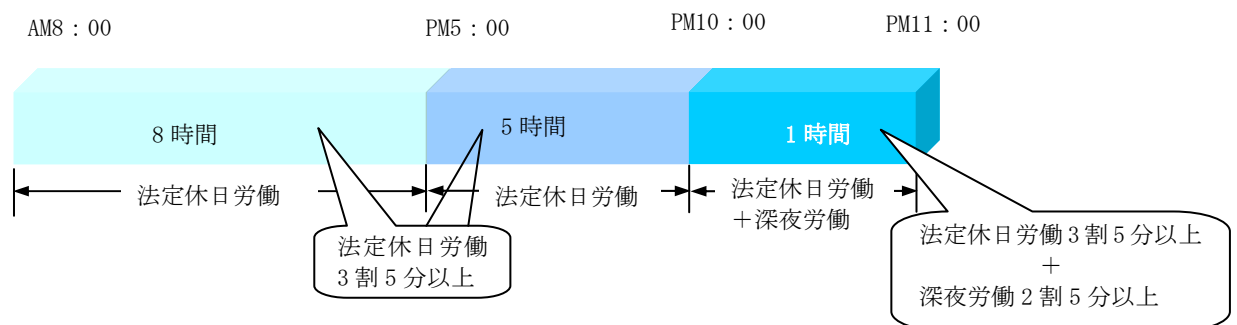 AM8：00
PM5：00
PM10：00
PM11：00
8時間
5時間
1時間
法定休日労働
法定休日労働
法定休日労働
＋深夜労働
法定休日労働
3割5分以上
法定休日労働3割5分以上
＋
深夜労働2割5分以上